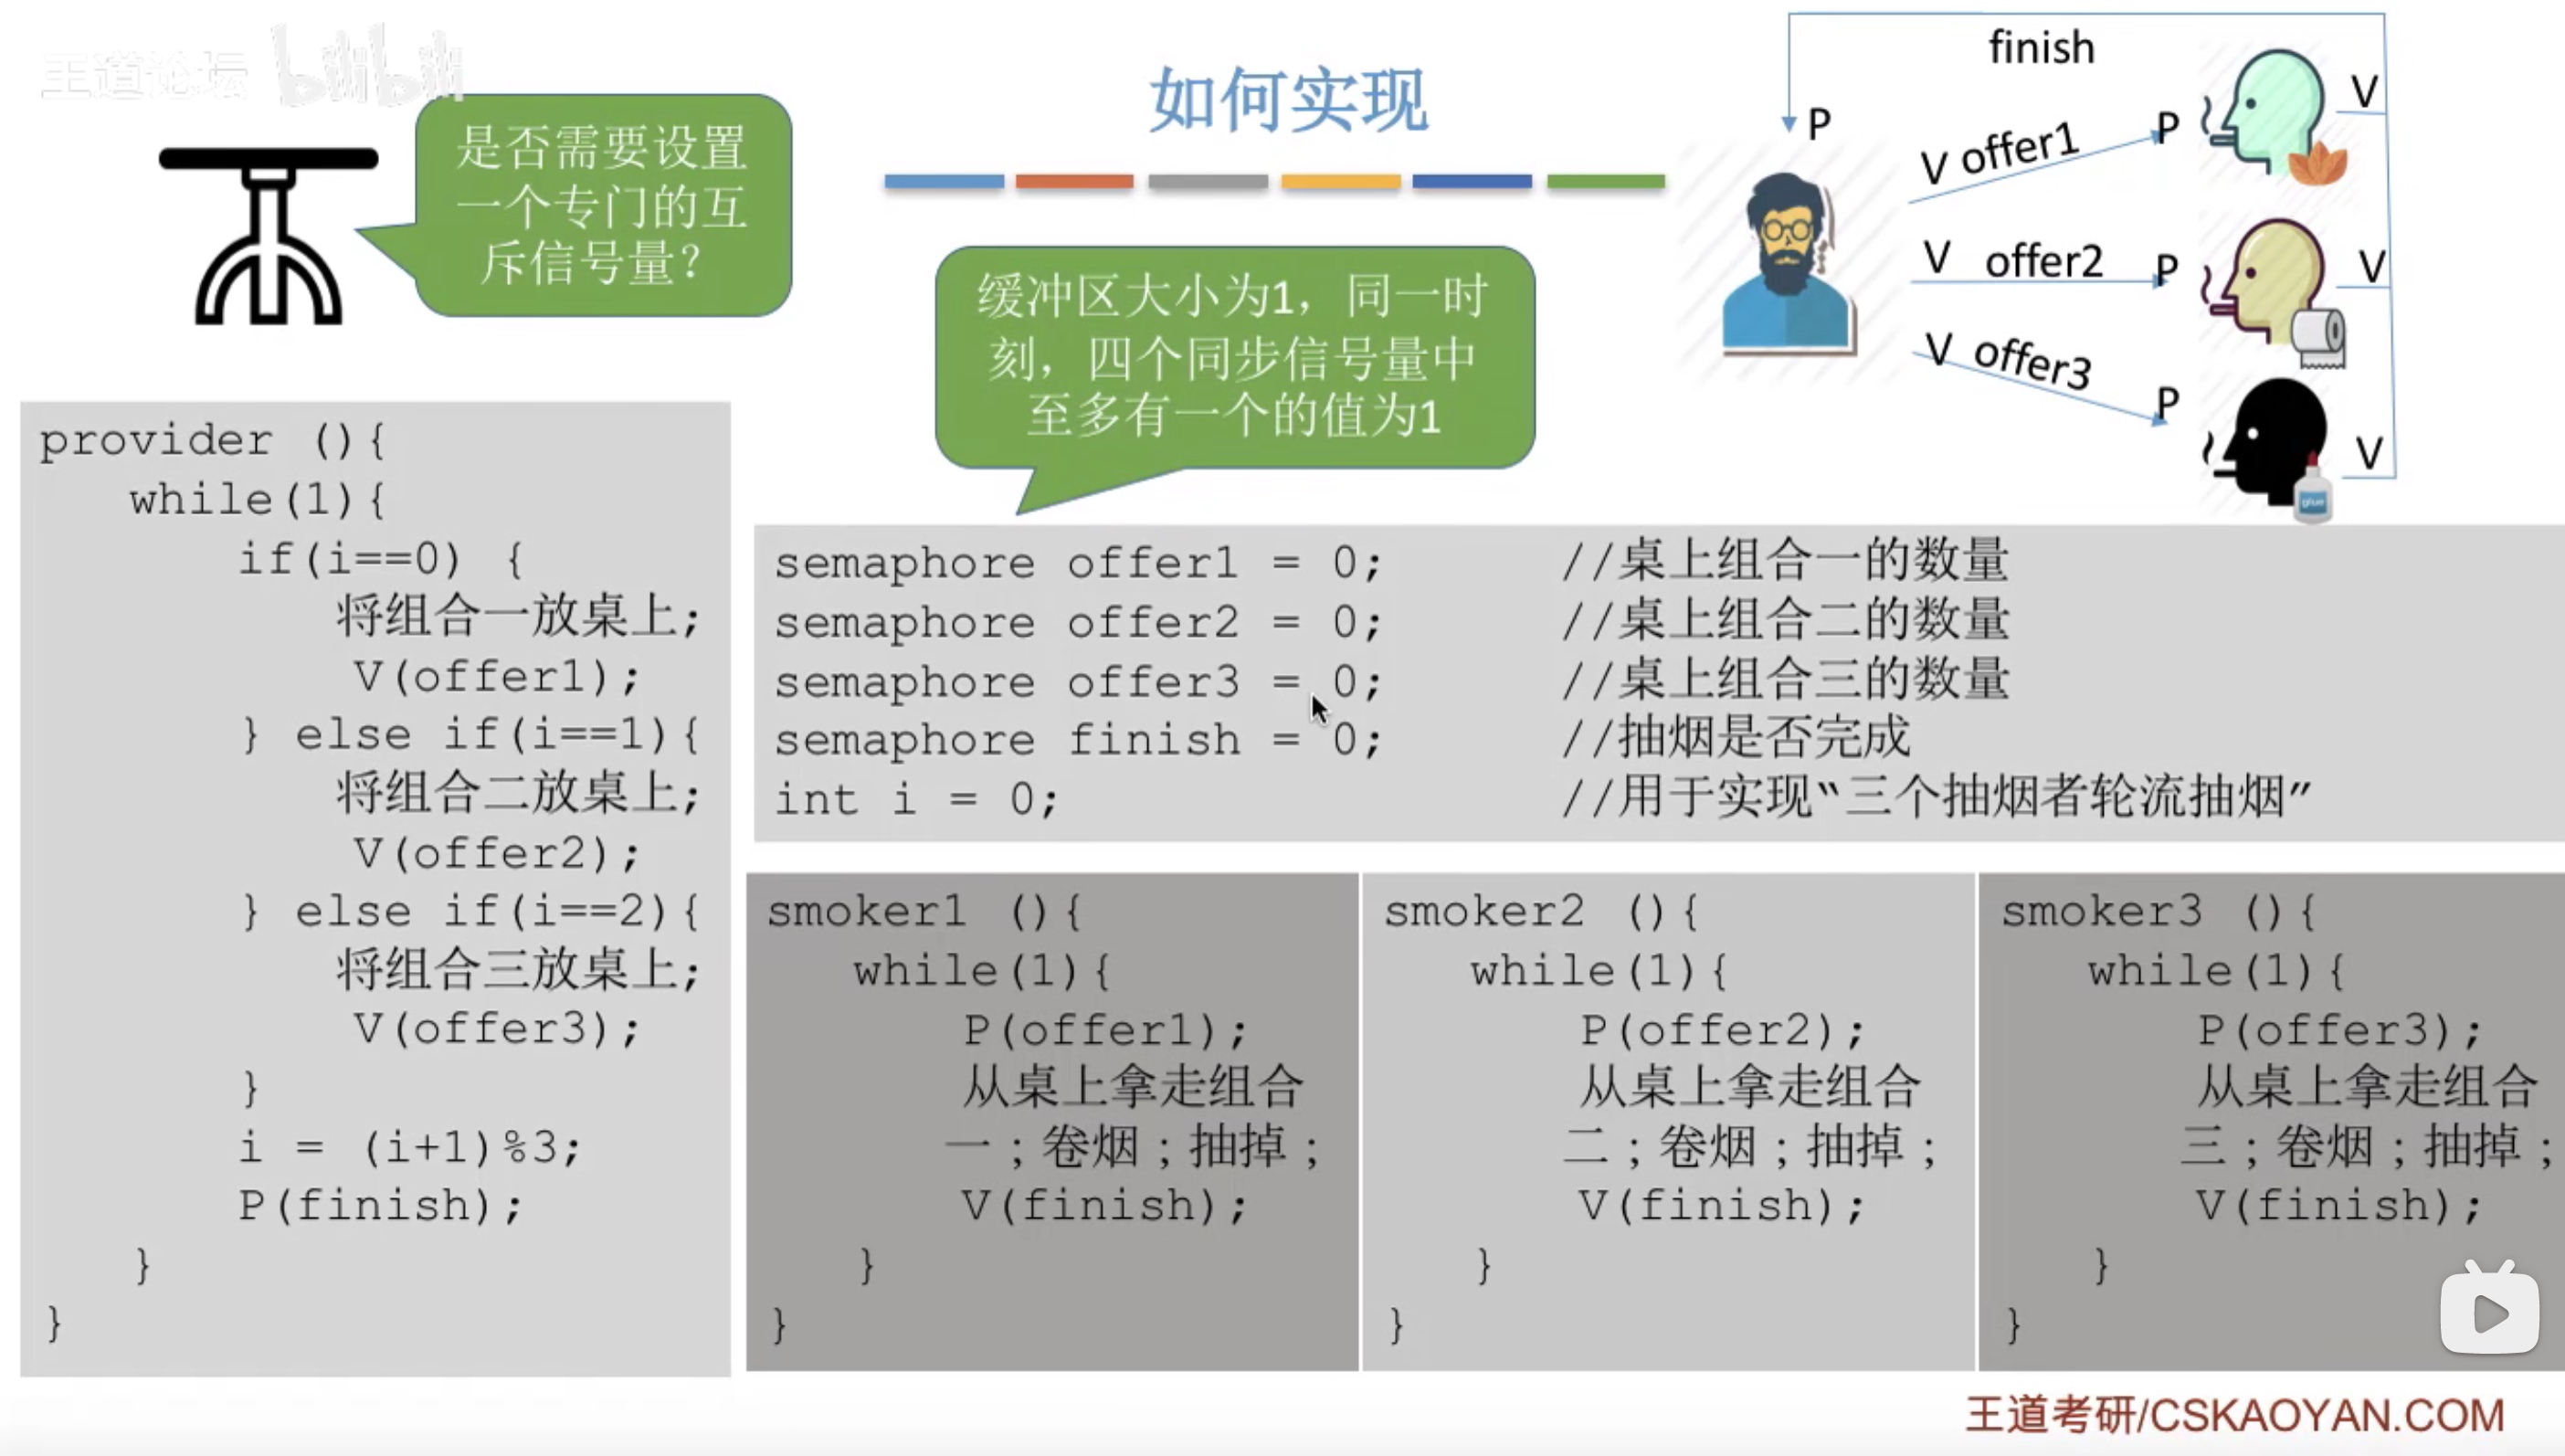 王道论坛 bilibili
如何实现
是否需要设置
一个专门的互
斥信号量？
缓冲区大小为1，同一时
刻，四个同步信号量中
至多有一个的值为1
finish
P
V offer1
P
V
V offer2
P
V
V offer3
P
V
glue
provider (){
while(1){
if(i==0) {
将组合一放桌上;
V(offer1);
} else if(i==1){
将组合二放桌上;
V(offer2);
} else if(i==2){
将组合三放桌上;
V(offer3);
}
i = (i+1)%3;
P(finish);
}
}
semaphore offer1 = 0; //桌上组合一的数量
semaphore offer2 = 0; //桌上组合二的数量
semaphore offer3 = 0; //桌上组合三的数量
semaphore finish = 0; //抽烟是否完成
int i = 0; //用于实现“三个抽烟者轮流抽烟”
smoker1 (){
while(1){
P(offer1);
从桌上拿走组合
一；卷烟；抽掉；
V(finish);
}
}
smoker2 (){
while(1){
P(offer2);
从桌上拿走组合
二；卷烟；抽掉；
V(finish);
}
}
smoker3 (){
while(1){
P(offer3);
从桌上拿走组合
三；卷烟；抽掉；
V(finish);
}
}
王道考研/CSKAOYAN.COM